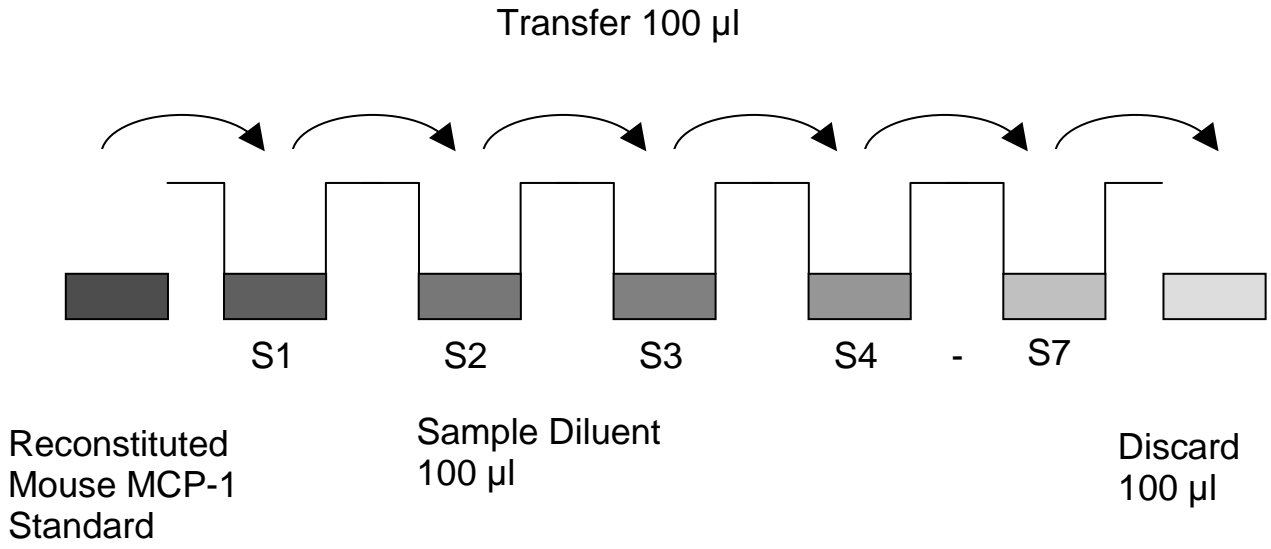 Transfer 100 µl
S1 S2 S3 S4 - S7
Reconstituted
Mouse MCP-1
Standard
Sample Diluent
100 µl
Discard
100 µl